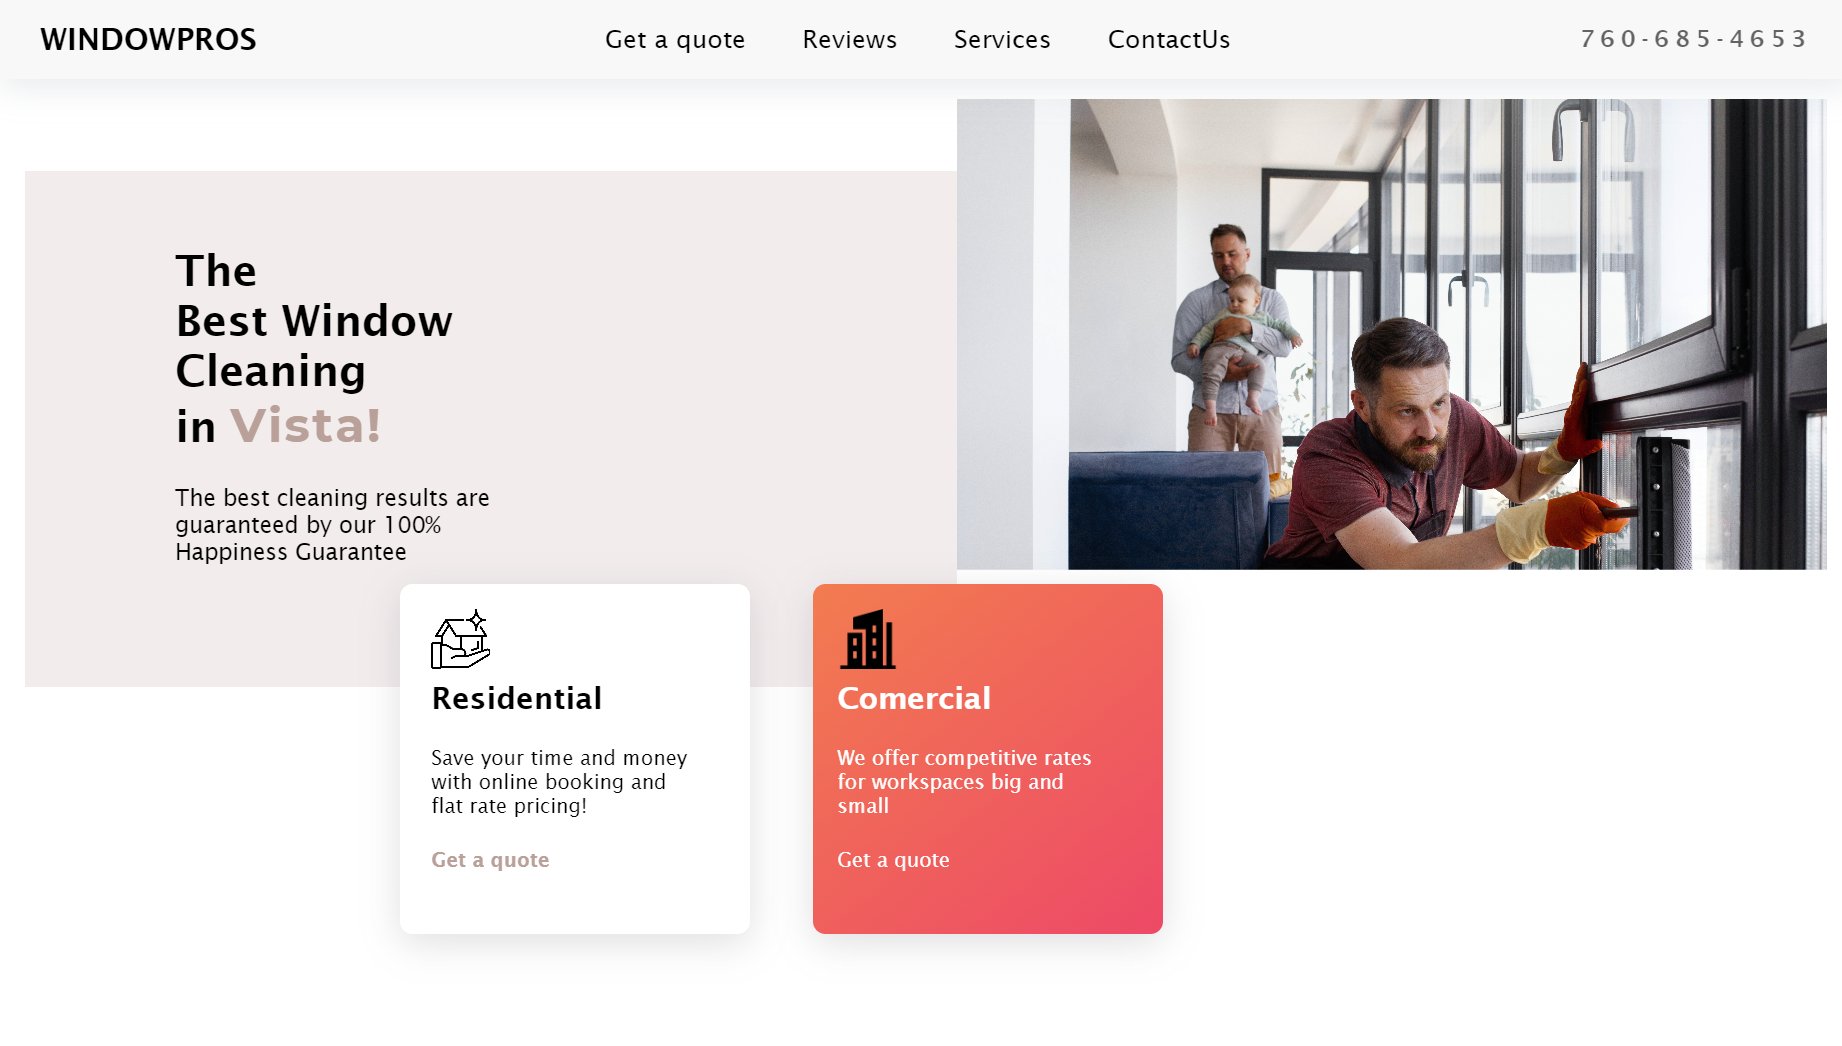 WINDOWPROS
Get a quote
Reviews
Services
ContactUs
760-685-4653
The
Best Window
Cleaning
in Vista!
The best cleaning results are
guaranteed by our 100%
Happiness Guarantee
Residential
Save your time and money
with online booking and
flat rate pricing!
Get a quote
Comercial
We offer competitive rates
for workspaces big and
small
Get a quote